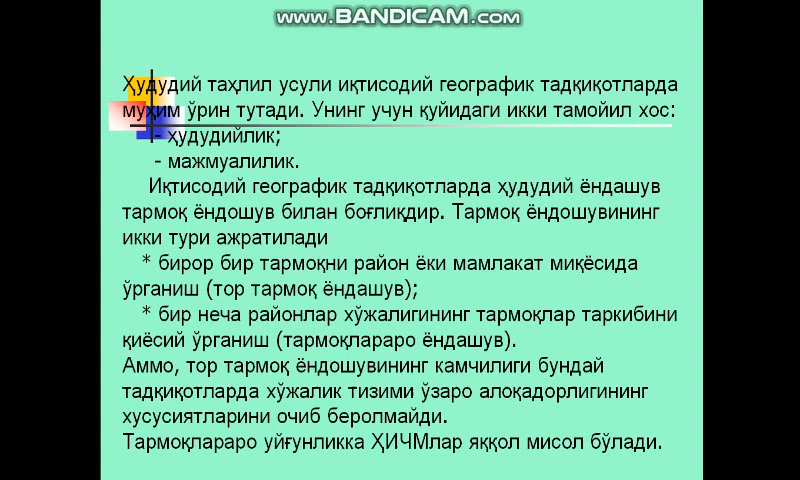 www.BANDICAM.com
Ҳудудий таҳлил усули иқтисодий географик тадқиқотларда
муҳим ўрин тутади. Унинг учун қуйидаги икки тамойил хос:
- ҳудудийлик;
- мажмуалилик.
Иқтисодий географик тадқиқотларда ҳудудий ёндашув
тармоқ ёндошув билан боғлиқдир. Тармоқ ёндошувининг
икки тури ажратилади
* бирор бир тармоқни район ёки мамлакат миқёсида
ўрганиш (тор тармоқ ёндашув);
* бир неча районлар хўжалигининг тармоқлар таркибини
қиёсий ўрганиш (тармоқлараро ёндашув).
Аммо, тор тармоқ ёндошувининг камчилиги бундай
тадқиқотларда хўжалик тизими ўзаро алоқадорлигининг
хусусиятларини очиб беролмайди.
Тармоқлараро уйғунликка ҲИЧМлар яққол мисол бўлади.